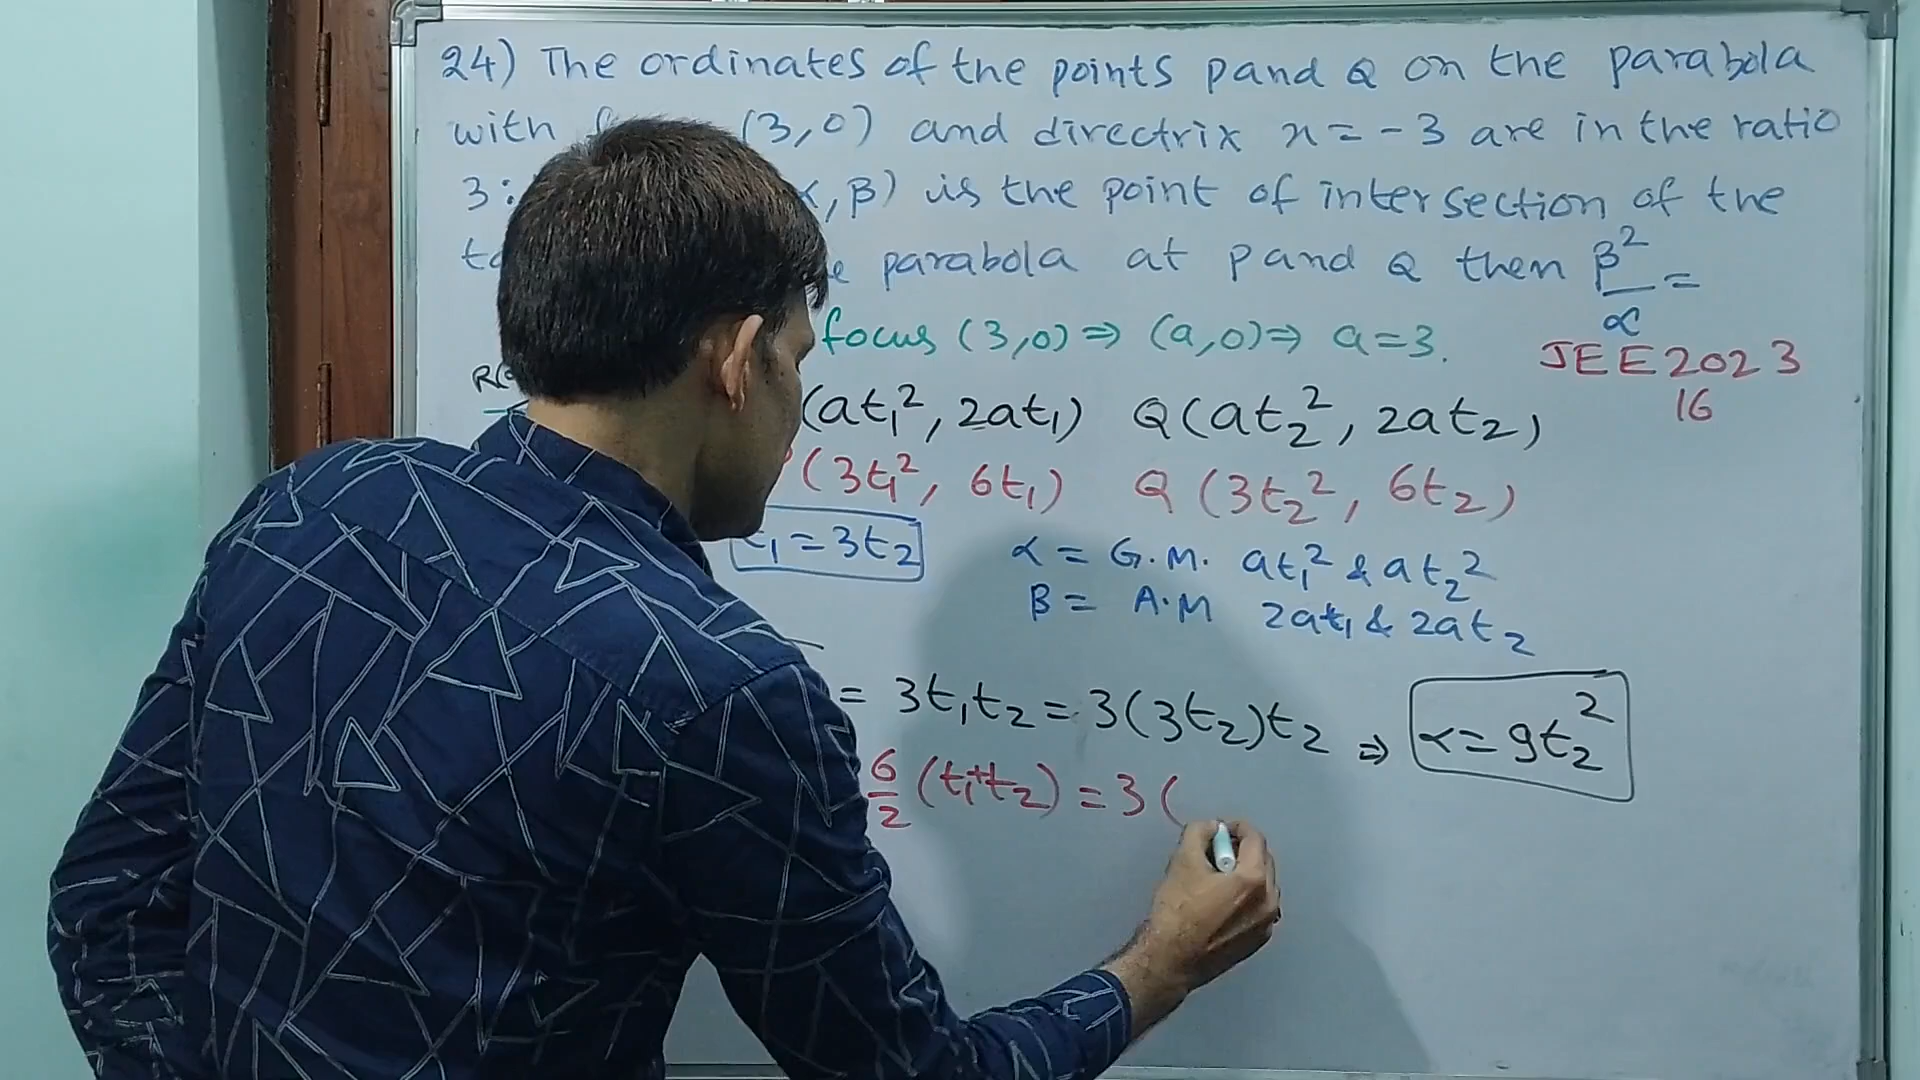 24) The ordinates of the points P and Q on the parabola
with (3,0) and directrix x = -3 are in the ratio
3: , β) is the point of intersection of the
parabola at P and Q then β²/α =
focus (3,0) ⇒ (a,0) ⇒ a=3.
JEE 2023
16
(at₁², 2at₁) Q(at₂², 2at₂)
(3t₁², 6t₁) Q(3t₂², 6t₂)
t₁ = 3t₂
α = G.M. at₁² & at₂²
β = A.M 2at₁ & 2at₂
= 3t₁t₂ = 3(3t₂)t₂ ⇒ α = 9t₂²
6/2 (t₁+t₂) = 3(